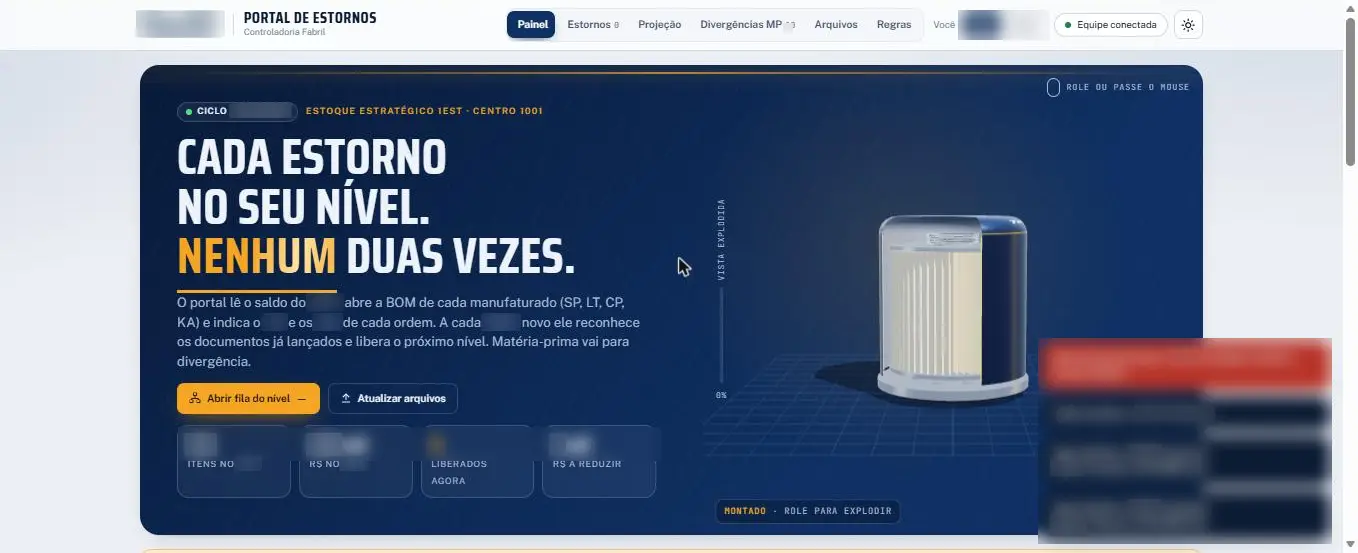 PORTAL DE ESTORNOS
Controladoria Fabril
Painel
Estornos 0
Projeção
Divergências MP
Arquivos
Regras
Você
Equipe conectada
ROLE OU PASSE O MOUSE
CICLO
ESTOQUE ESTRATÉGICO 1EST · CENTRO 1001
CADA ESTORNO
NO SEU NÍVEL.
NENHUM DUAS VEZES.
O portal lê o saldo do abre a BOM de cada manufaturado (SP, LT, CP,
KA) e indica o e os de cada ordem. A cada novo ele reconhece
os documentos já lançados e libera o próximo nível. Matéria-prima vai para
divergência.
Abrir fila do nível —
Atualizar arquivos
ITENS NO
R$ NO
LIBERADOS
AGORA
R$ A REDUZIR
VISTA EXPLODIDA
0%
MONTADO · ROLE PARA EXPLODIR